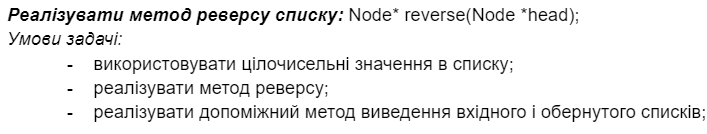 Реалізувати метод реверсу списку: Node* reverse(Node *head);
Умови задачі:
- використовувати цілочисельні значення в списку;
- реалізувати метод реверсу;
- реалізувати допоміжний метод виведення вхідного і обернутого списків;